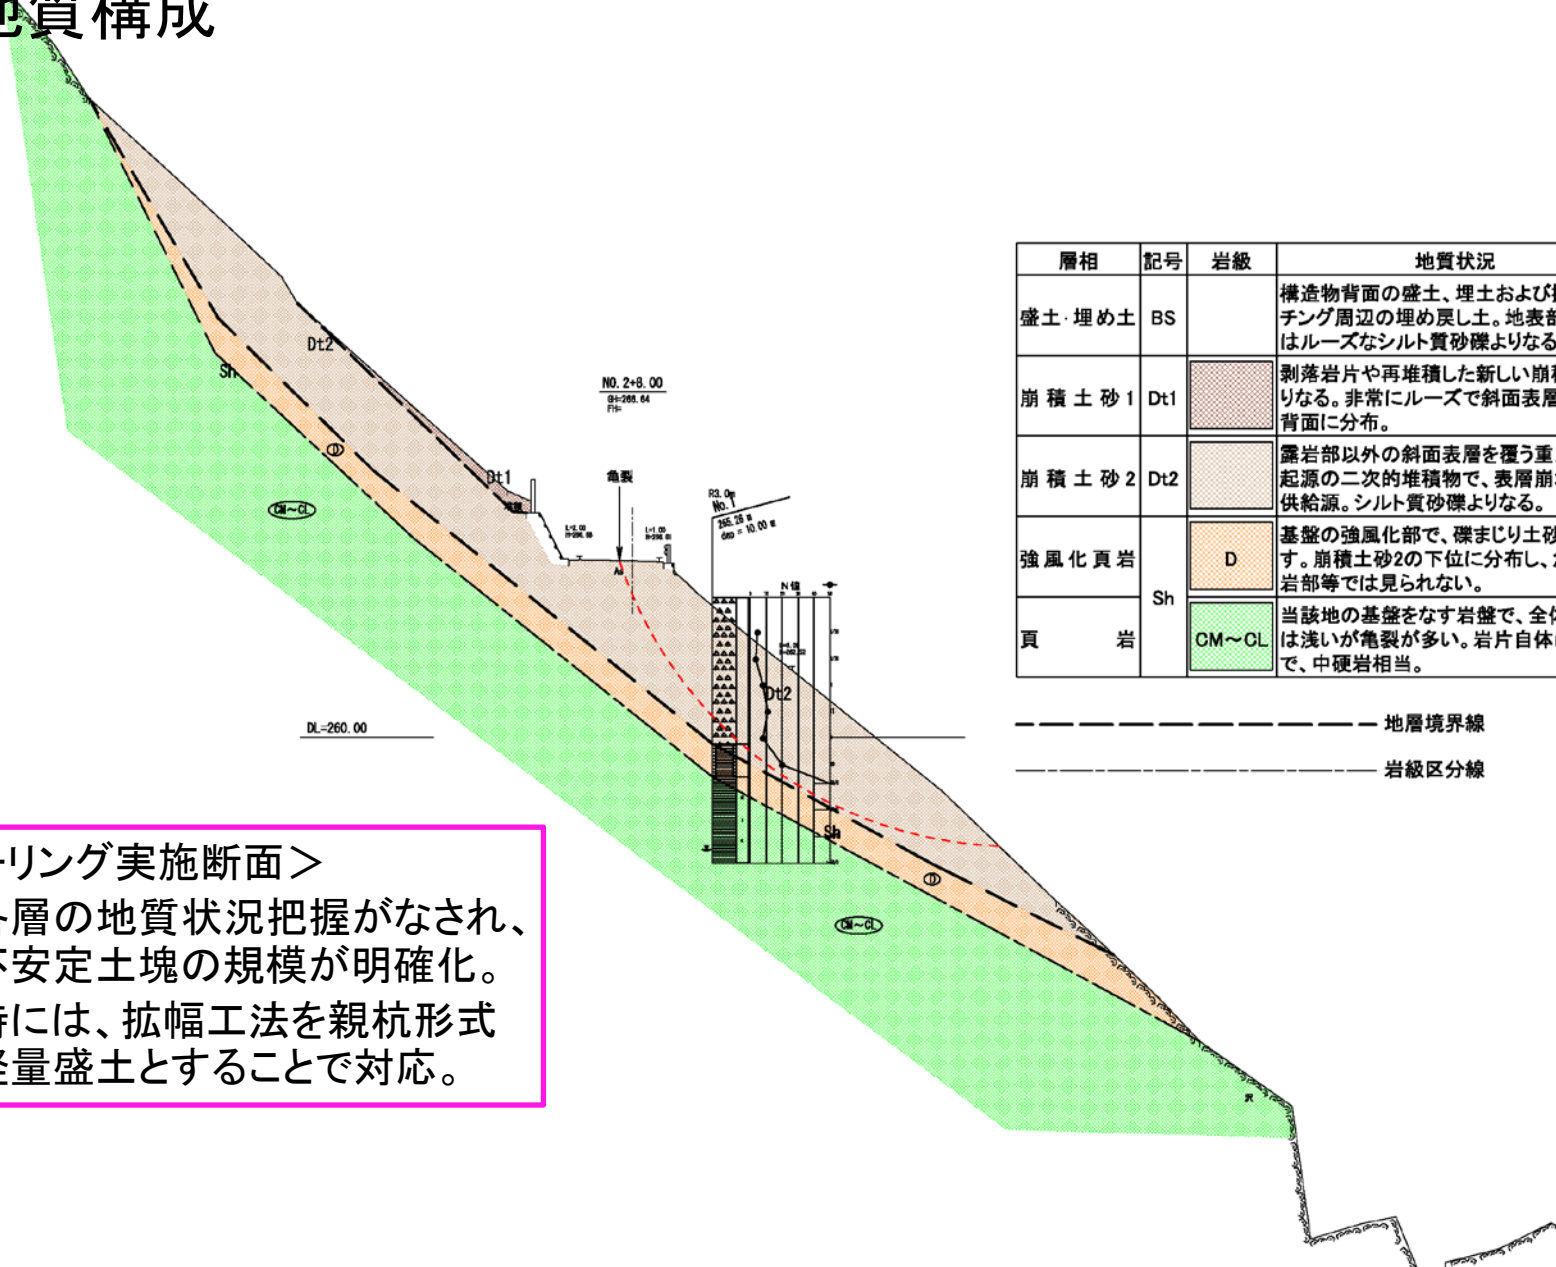 地質構成
層相 記号 岩級 地質状況
盛土・埋め土 BS
構造物背面の盛土、埋土および
チング周辺の埋め戻し土。地表部
はルーズなシルト質砂礫よりなる
崩積土砂1 Dt1
剥落岩片や再堆積した新しい崩積
りなる。非常にルーズで斜面表層
背面に分布。
崩積土砂2 Dt2
露岩部以外の斜面表層を覆う重
起源の二次的堆積物で、表層崩
供給源。シルト質砂礫よりなる。
強風化頁岩 Sh D
基盤の強風化部で、礫まじり土砂
す。崩積土砂2の下位に分布し、
岩部等では見られない。
頁岩 CM～CL
当該地の基盤をなす岩盤で、全体
は浅いが亀裂が多い。岩片自体
で、中硬岩相当。
地層境界線
岩級区分線
Dt2
Sh
D
CM～CL
NO.2+8.00
GH=266.64
FH=
Dt1
亀裂
As
R3.0m
No.1
265.26 m
dep = 10.00 m
N値
Dt2
Sh
DL=260.00
D
CM～CL
沢
ーリング実施断面＞
各層の地質状況把握がなされ、
不安定土塊の規模が明確化。
時には、拡幅工法を親杭形式
軽量盛土とすることで対応。